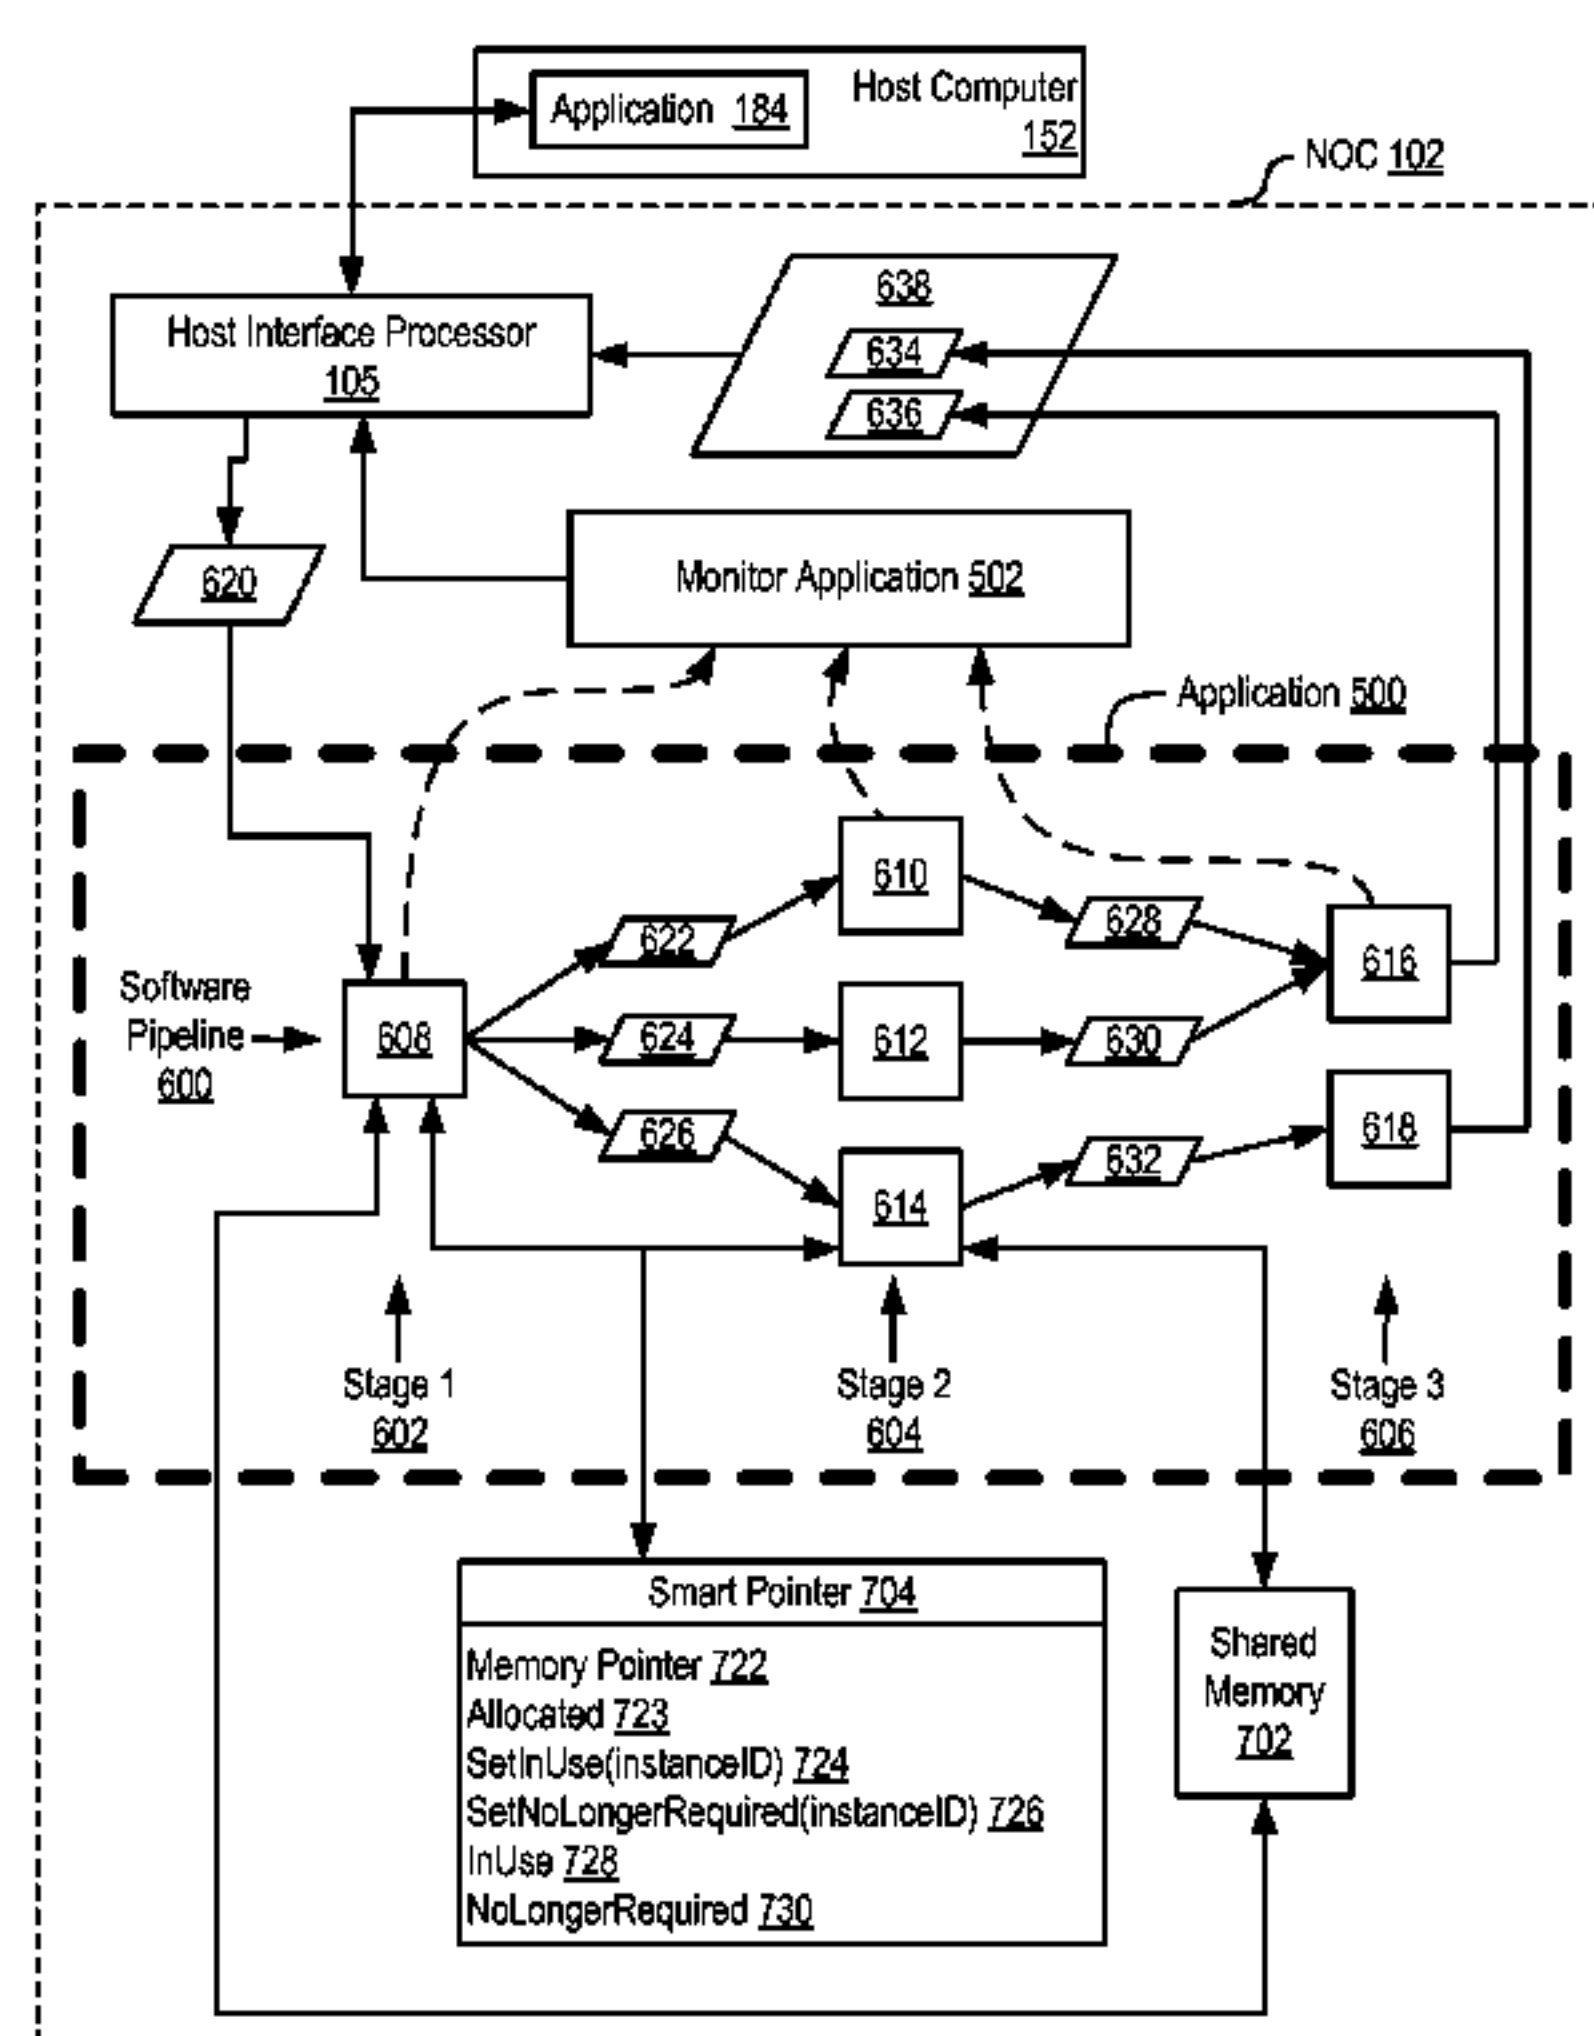 Host Computer
152
Application 184
NOC 102
638
634
636
Host Interface Processor
105
620
Monitor Application 502
Application 500
Software
Pipeline
600
608
622
624
626
610
612
614
628
630
632
616
618
Stage 1
602
Stage 2
604
Stage 3
606
Smart Pointer 704
Memory Pointer 722
Allocated 723
SetInUse(instanceID) 724
SetNoLongerRequired(instanceID) 726
InUse 728
NoLongerRequired 730
Shared
Memory
702